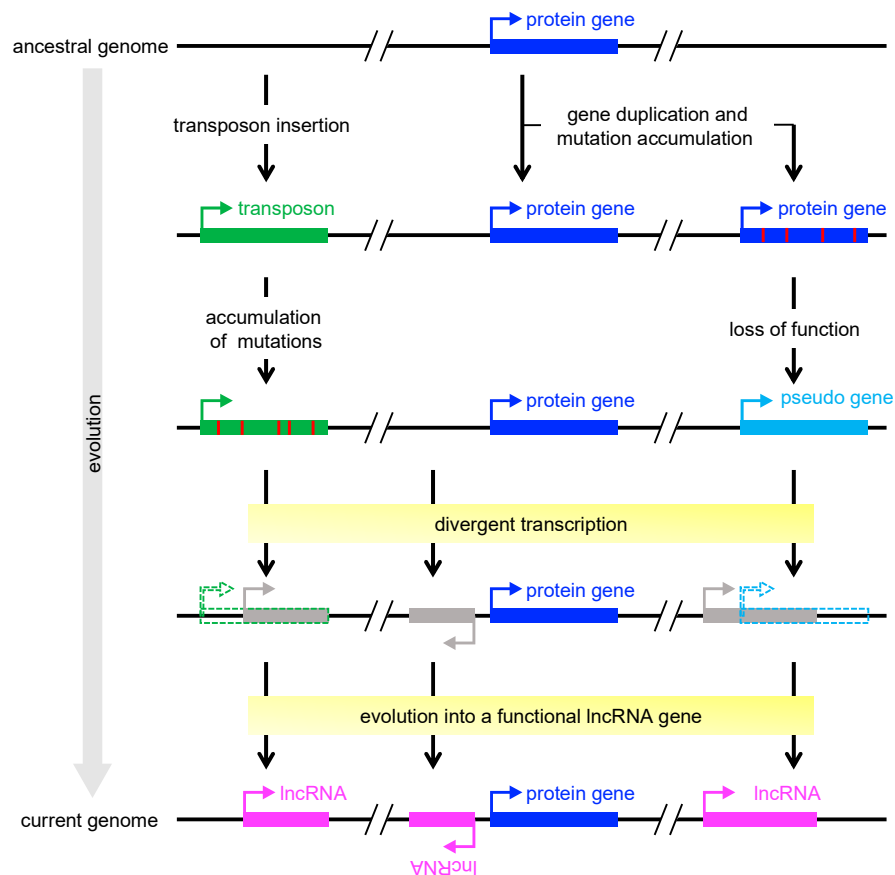 protein gene
ancestral genome
transposon insertion
gene duplication and
mutation accumulation
transposon
protein gene
protein gene
accumulation
of mutations
loss of function
protein gene
pseudo gene
evolution
divergent transcription
protein gene
evolution into a functional lncRNA gene
lncRNA
protein gene
lncRNA
current genome
lncRNA